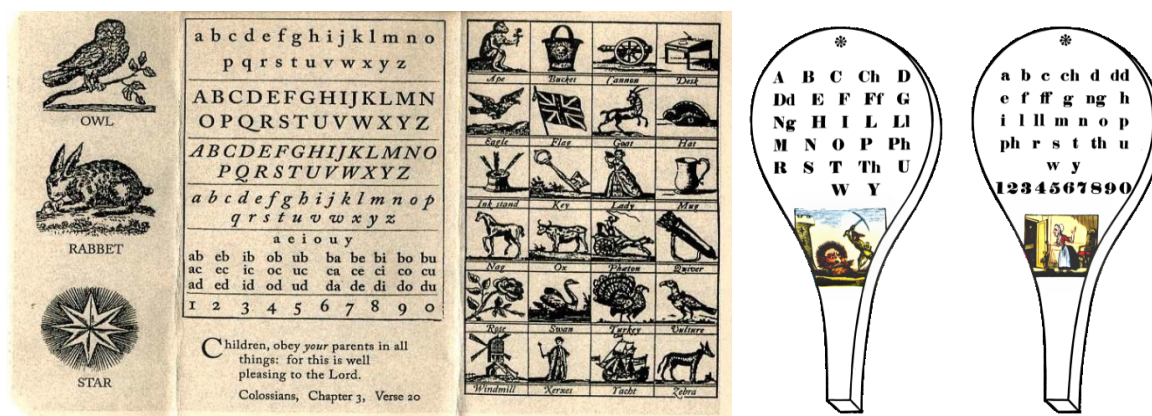 OWL
RABBET
STAR
a b c d e f g h i j k l m n o
p q r s t u v w x y z
A B C D E F G H I J K L M N
O P Q R S T U V W X Y Z
A B C D E F G H I J K L M N O
P Q R S T U V W X Y Z
a b c d e f g h i j k l m n o p
q r s t u v w x y z
a e i o u y
ab eb ib ob ub ba be bi bo bu
ac ec ic oc uc ca ce ci co cu
ad ed id od ud da de di do du
1 2 3 4 5 6 7 8 9 0
Children, obey your parents in all
things: for this is well
pleasing to the Lord.
Colossians, Chapter 3, Verse 20
Ape Bucket Cannon Desk
Eagle Flag Goat Hat
Ink stand Key Lady Mug
Nag Ox Phæton Quiver
Rose Swan Turkey Vulture
Windmill Xerxes Yacht Zebra
A B C Ch D
Dd E F Ff G
Ng H I L Ll
M N O P Ph
R S T Th U
W Y
a b c ch d dd
e f ff g ng h
i l ll m n o p
ph r s t th u
w y
1234567890